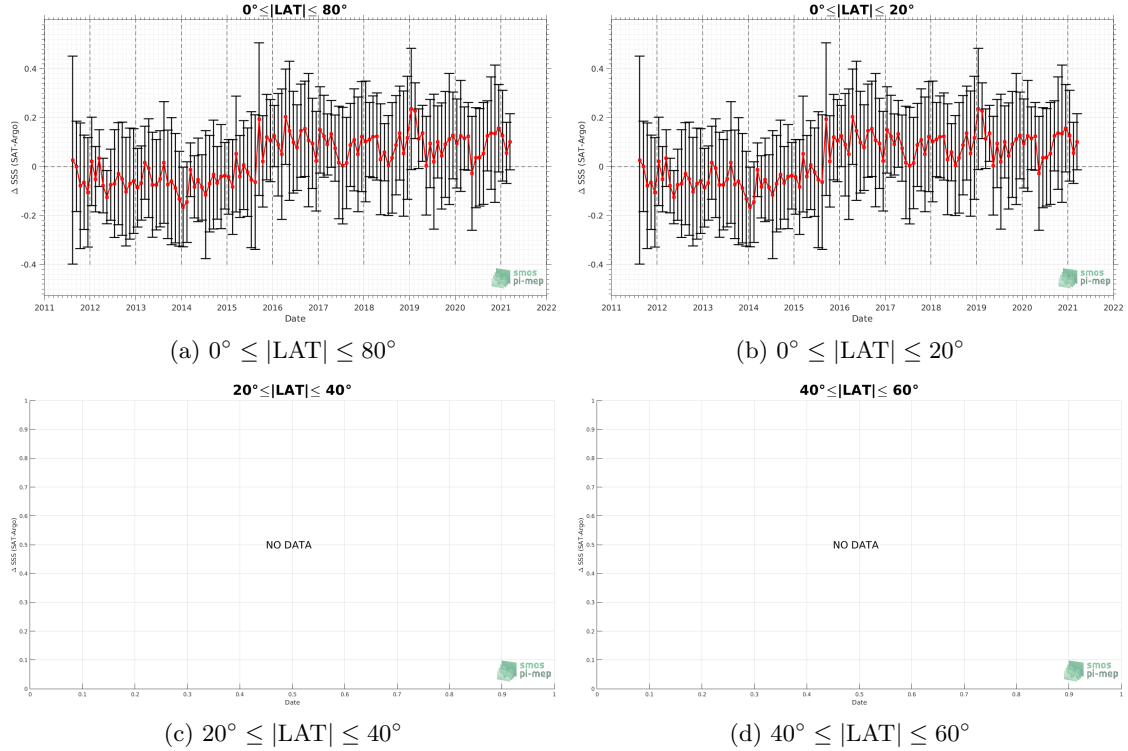 0°≤|LAT|≤ 80°
Δ SSS (SAT-Argo)
0.4
0.2
0
-0.2
-0.4
2011 2012 2013 2014 2015 2016 2017 2018 2019 2020 2021 2022
Date
smos
pi-mep
(a) 0° ≤ |LAT| ≤ 80°
0°≤|LAT|≤ 20°
Δ SSS (SAT-Argo)
0.4
0.2
0
-0.2
-0.4
2011 2012 2013 2014 2015 2016 2017 2018 2019 2020 2021 2022
Date
smos
pi-mep
(b) 0° ≤ |LAT| ≤ 20°
20°≤|LAT|≤ 40°
Δ SSS (SAT-Argo)
1
0.9
0.8
0.7
0.6
0.5
0.4
0.3
0.2
0.1
0
NO DATA
0 0.1 0.2 0.3 0.4 0.5 0.6 0.7 0.8 0.9 1
Date
smos
pi-mep
(c) 20° ≤ |LAT| ≤ 40°
40°≤|LAT|≤ 60°
Δ SSS (SAT-Argo)
1
0.9
0.8
0.7
0.6
0.5
0.4
0.3
0.2
0.1
0
NO DATA
0 0.1 0.2 0.3 0.4 0.5 0.6 0.7 0.8 0.9 1
Date
smos
pi-mep
(d) 40° ≤ |LAT| ≤ 60°